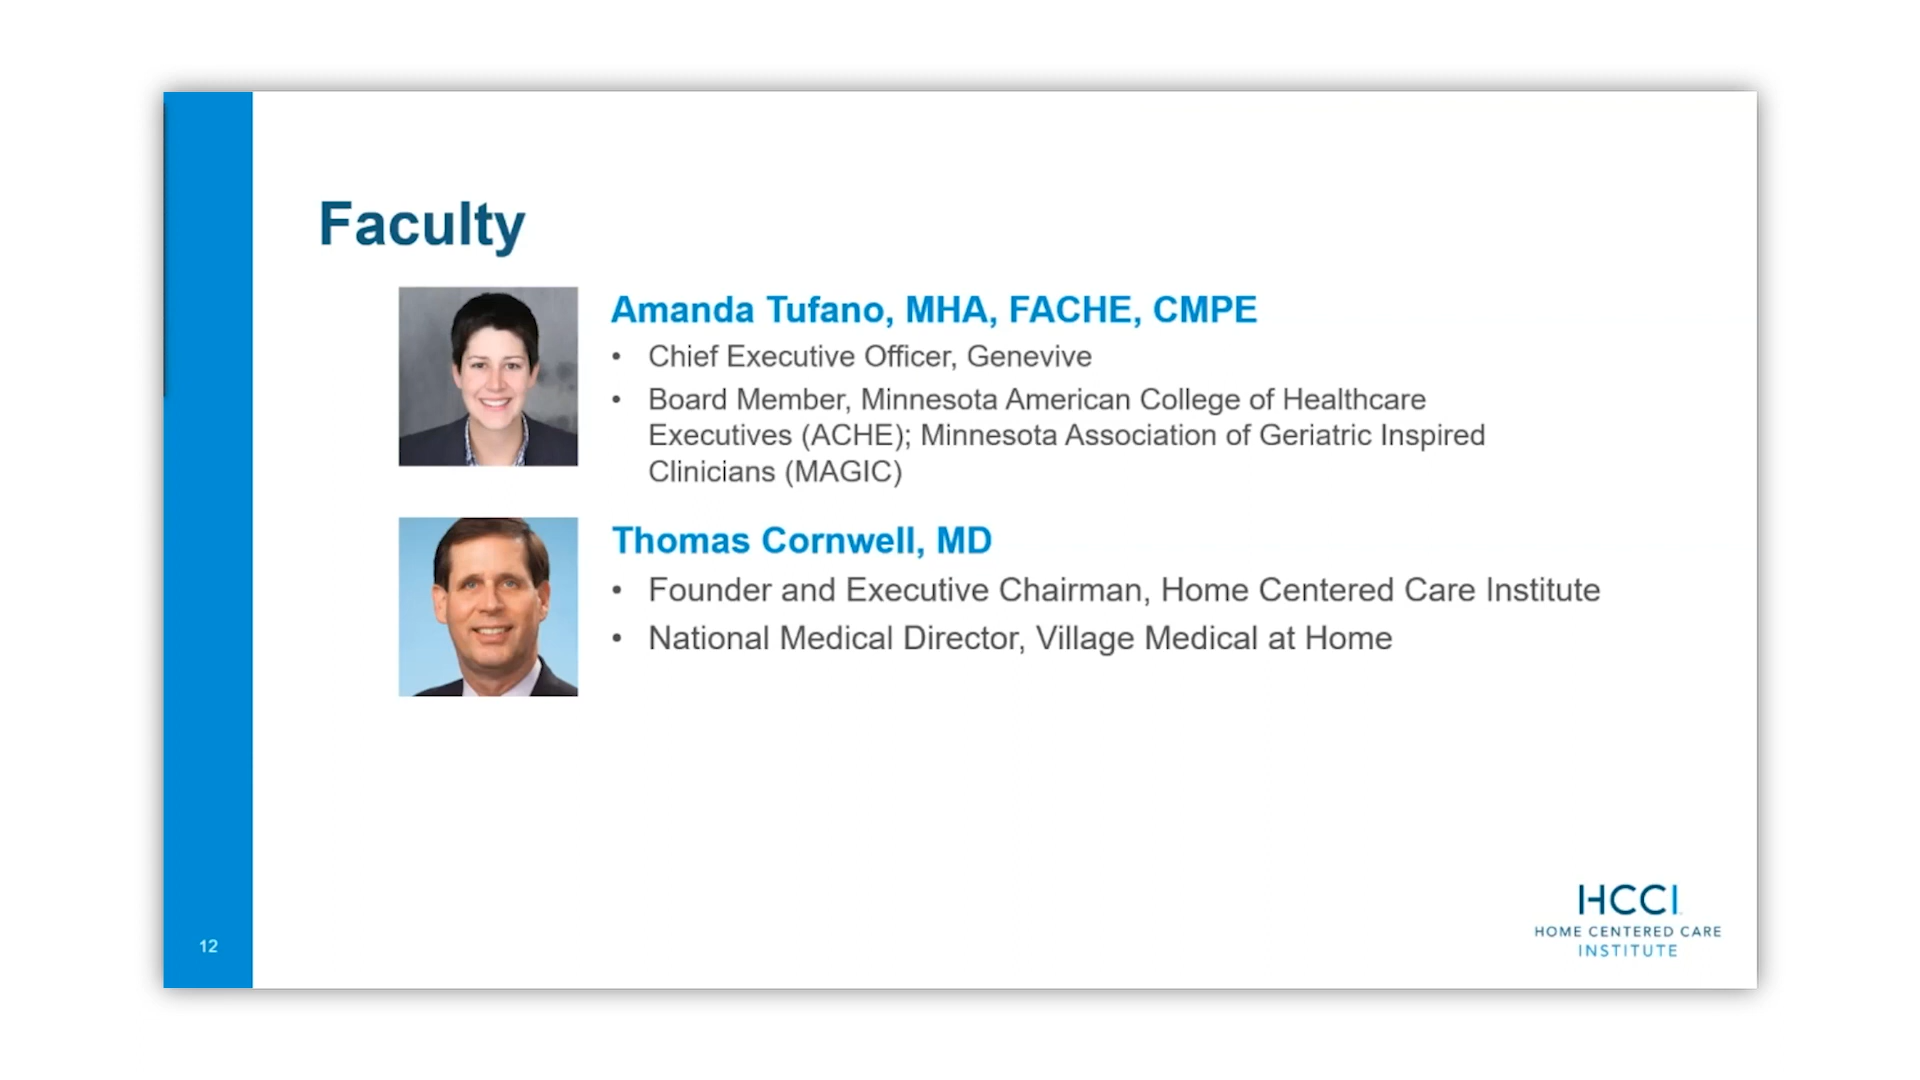 Faculty
Amanda Tufano, MHA, FACHE, CMPE
• Chief Executive Officer, Genevive
• Board Member, Minnesota American College of Healthcare
Executives (ACHE); Minnesota Association of Geriatric Inspired
Clinicians (MAGIC)
Thomas Cornwell, MD
• Founder and Executive Chairman, Home Centered Care Institute
• National Medical Director, Village Medical at Home
12
HCCI
HOME CENTERED CARE
INSTITUTE